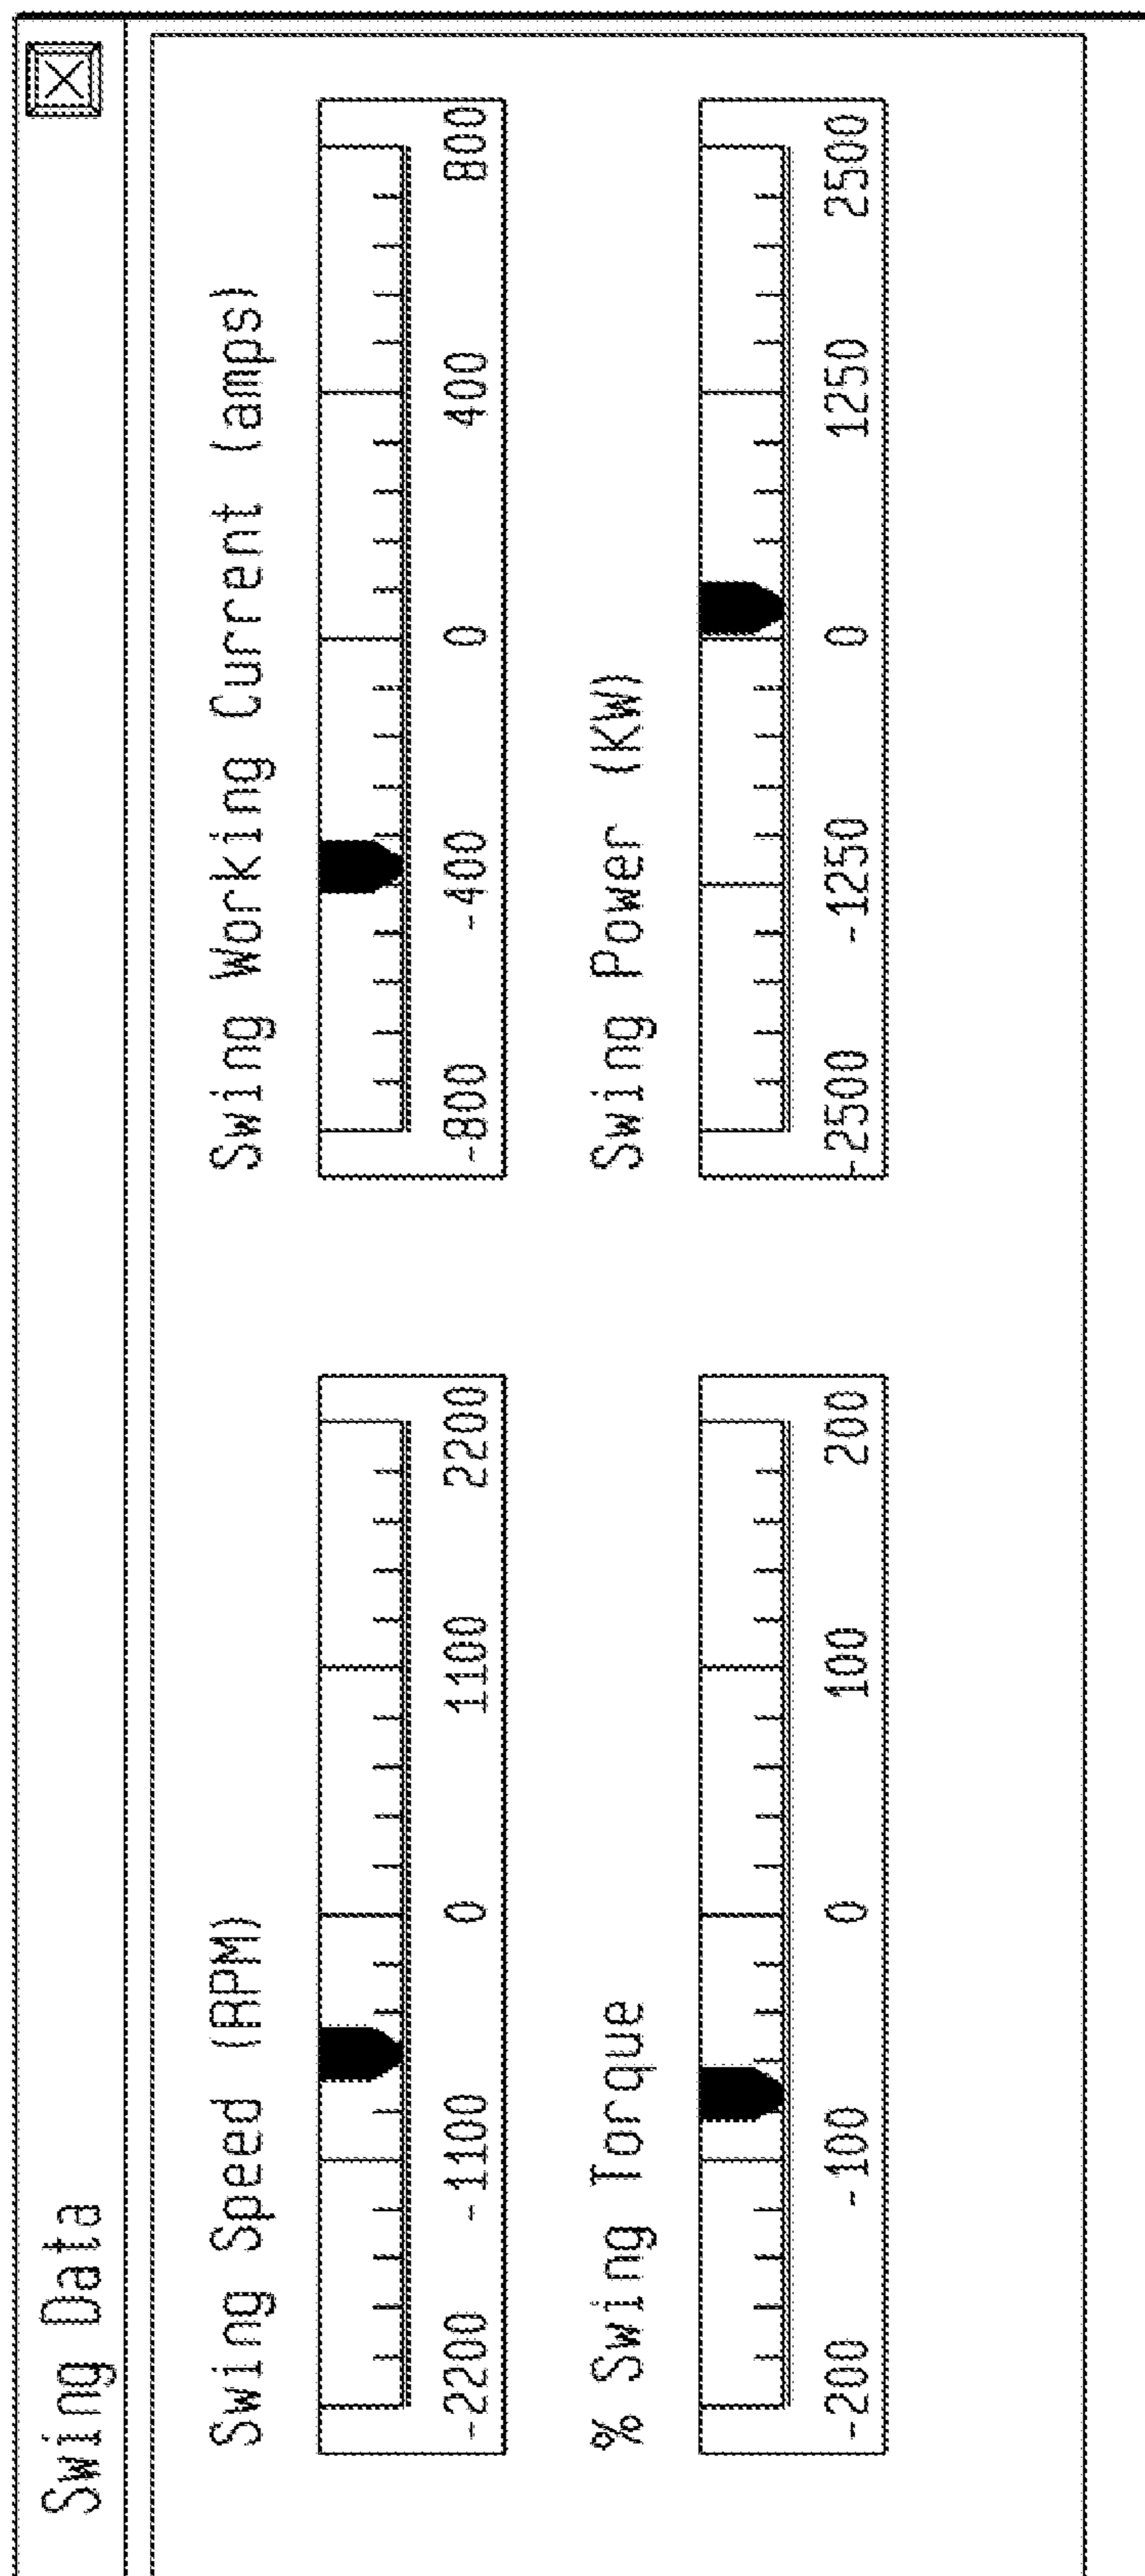 Swing Data
Swing Speed (RPM)
-2200 -1100 0 1100 2200
Swing Working Current (amps)
-800 -400 0 400 800
% Swing Torque
-200 -100 0 100 200
Swing Power (KW)
-2500 -1250 0 1250 2500